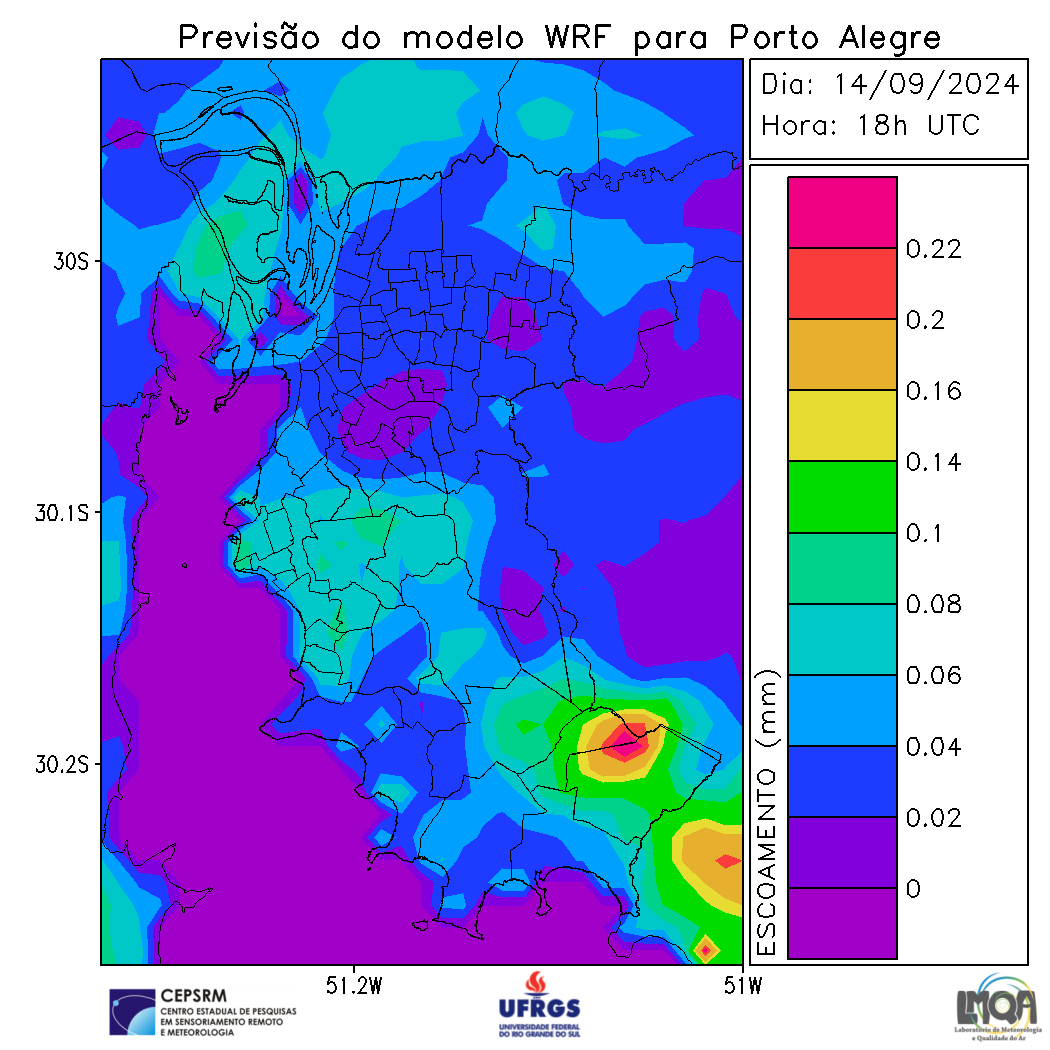 Previsão do modelo WRF para Porto Alegre
Dia: 14/09/2024
Hora: 18h UTC
30S
30.1S
30.2S
51.2W
51W
ESCOAMENTO (mm)
0.22
0.2
0.16
0.14
0.1
0.08
0.06
0.04
0.02
0
CEPSRM
CENTRO ESTADUAL DE PESQUISAS
EM SENSORIAMENTO REMOTO
E METEOROLOGIA
UFRGS
UNIVERSIDADE FEDERAL
DO RIO GRANDE DO SUL
LMQA
Laboratório de Meteorologia
e Qualidade do Ar